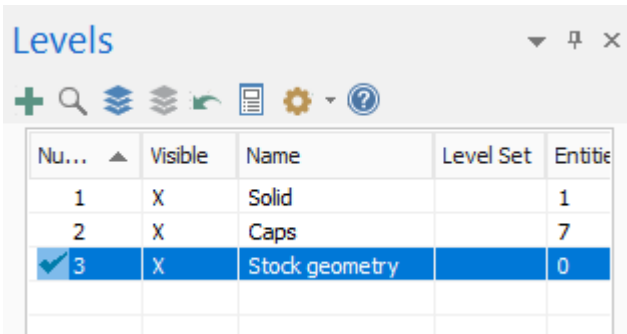 Levels
Nu... Visible Name Level Set Entitie
1 X Solid 1
2 X Caps 7
3 X Stock geometry 0